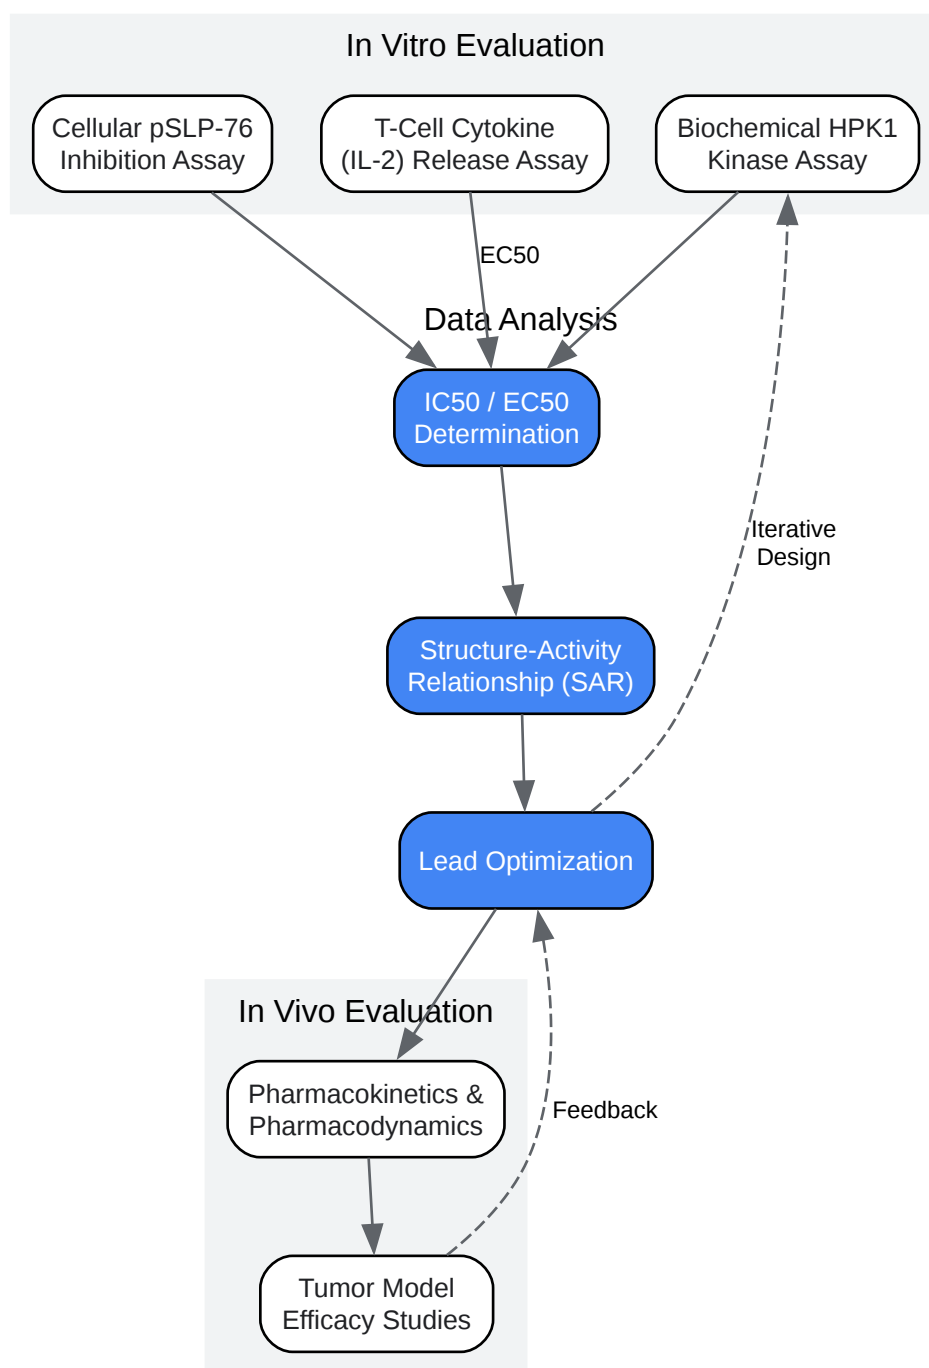 In Vitro Evaluation
Cellular pSLP-76
Inhibition Assay
T-Cell Cytokine
(IL-2) Release Assay
Biochemical HPK1
Kinase Assay
EC50
Data Analysis
IC50 / EC50
Determination
Iterative
Design
Structure-Activity
Relationship (SAR)
Lead Optimization
In Vivo Evaluation
Pharmacokinetics &
Pharmacodynamics
Feedback
Tumor Model
Efficacy Studies